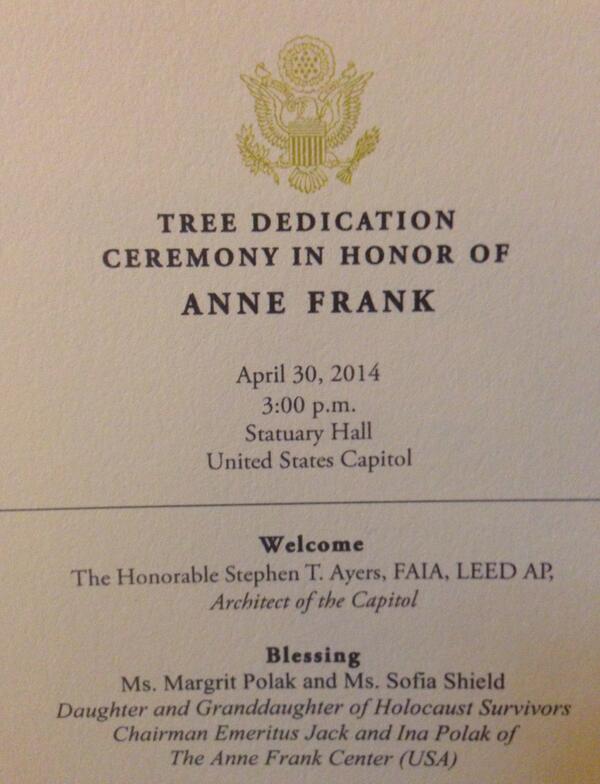 TREE DEDICATION
CEREMONY IN HONOR OF
ANNE FRANK
April 30, 2014
3:00 p.m.
Statuary Hall
United States Capitol
Welcome
The Honorable Stephen T. Ayers, FAIA, LEED AP,
Architect of the Capitol
Blessing
Ms. Margrit Polak and Ms. Sofia Shield
Daughter and Granddaughter of Holocaust Survivors
Chairman Emeritus Jack and Ina Polak of
The Anne Frank Center (USA)